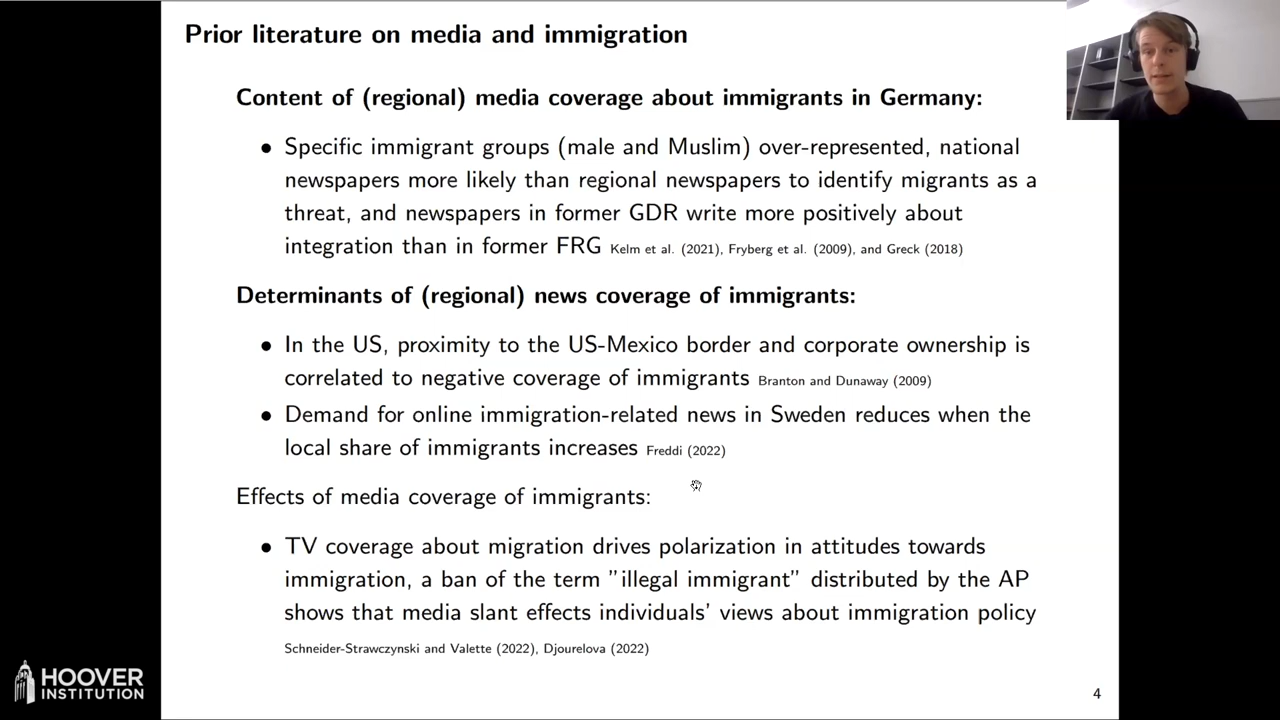 Prior literature on media and immigration
Content of (regional) media coverage about immigrants in Germany:
• Specific immigrant groups (male and Muslim) over-represented, national
newspapers more likely than regional newspapers to identify migrants as a
threat, and newspapers in former GDR write more positively about
integration than in former FRG Kelm et al. (2021), Fryberg et al. (2009), and Greck (2018)
Determinants of (regional) news coverage of immigrants:
• In the US, proximity to the US-Mexico border and corporate ownership is
correlated to negative coverage of immigrants Branton and Dunaway (2009)
• Demand for online immigration-related news in Sweden reduces when the
local share of immigrants increases Freddi (2022)
Effects of media coverage of immigrants:
• TV coverage about migration drives polarization in attitudes towards
immigration, a ban of the term ”illegal immigrant” distributed by the AP
shows that media slant effects individuals’ views about immigration policy
Schneider-Strawczynski and Valette (2022), Djourelova (2022)
HOOVER
INSTITUTION
4